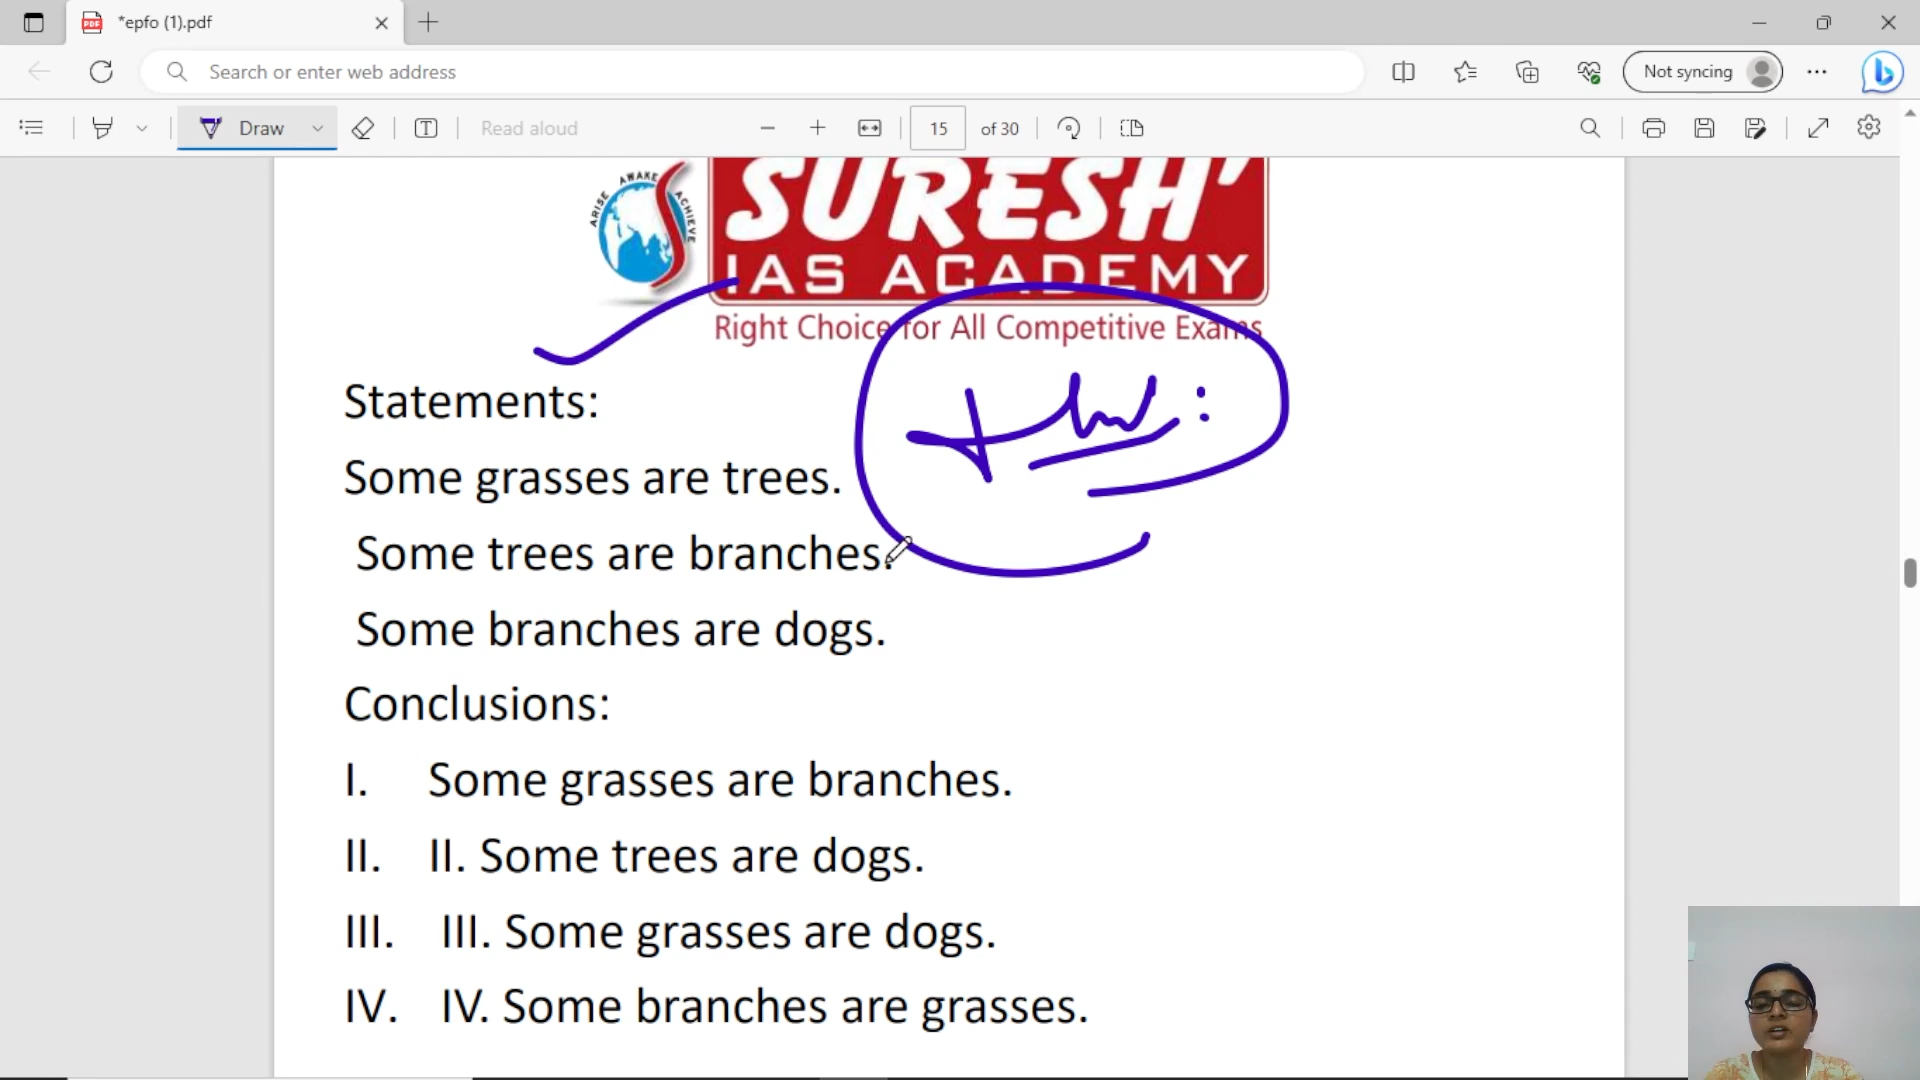 *epfo (1).pdf
Search or enter web address
Not syncing
Draw
Read aloud
15 of 30
ARISE AWAKE ACHIEVE
SURESH'
IAS ACADEMY
Right Choice for All Competitive Exams
Statements:
Some grasses are trees.
Some trees are branches.
Some branches are dogs.
Conclusions:
I. Some grasses are branches.
II. II. Some trees are dogs.
III. III. Some grasses are dogs.
IV. IV. Some branches are grasses.